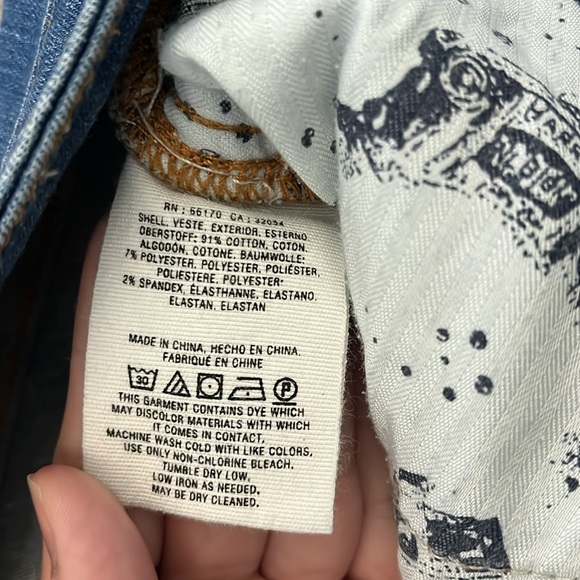 RN : 66170 CA : 32054
SHELL, VESTE, EXTERIOR, ESTERNO,
OBERSTOFF: 91% COTTON, COTON,
ALGODÓN, COTONE, BAUMWOLLE;
7% POLYESTER, POLYESTER, POLIÉSTER,
POLIESTERE, POLYESTER;
2% SPANDEX, ÉLASTHANNE, ELASTANO,
ELASTAN, ELASTAN
MADE IN CHINA, HECHO EN CHINA,
FABRIQUÉ EN CHINE
30 P
THIS GARMENT CONTAINS DYE WHICH
MAY DISCOLOR MATERIALS WITH WHICH
IT COMES IN CONTACT.
MACHINE WASH COLD WITH LIKE COLORS.
USE ONLY NON-CHLORINE BLEACH.
TUMBLE DRY LOW.
LOW IRON AS NEEDED.
MAY BE DRY CLEANED.